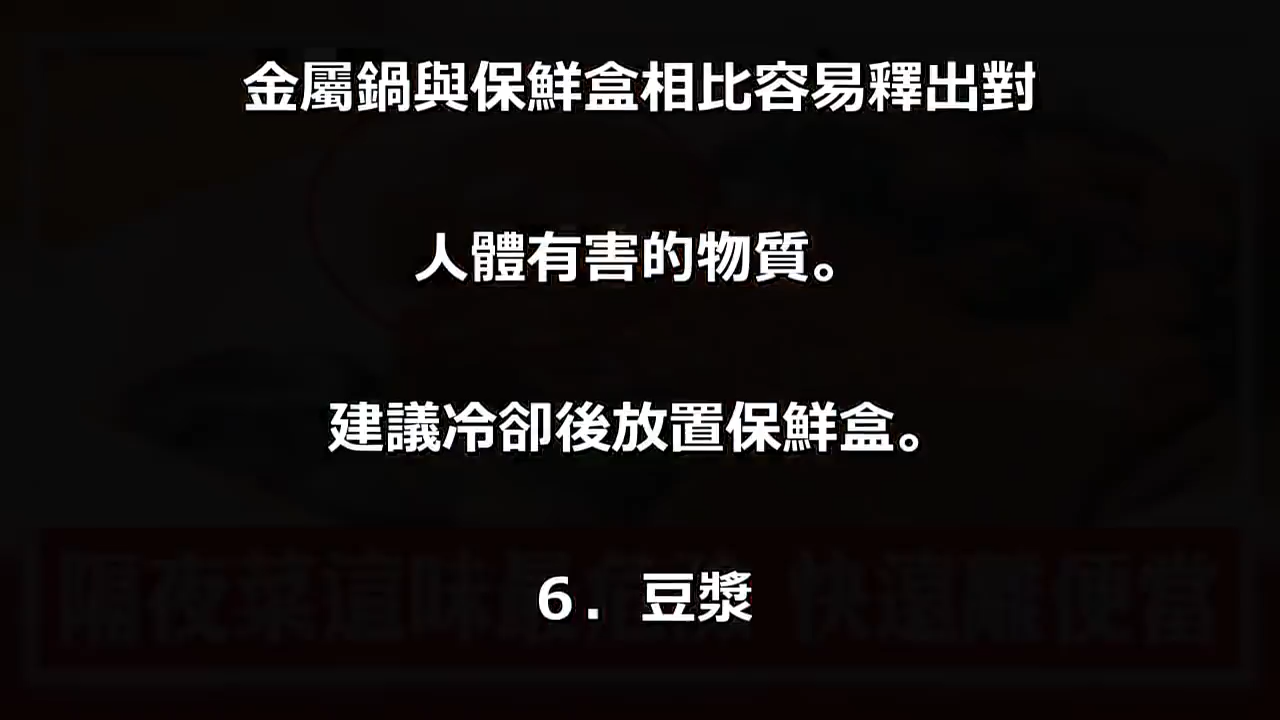 金屬鍋與保鮮盒相比容易釋出對
人體有害的物質。
建議冷卻後放置保鮮盒。
6．豆漿